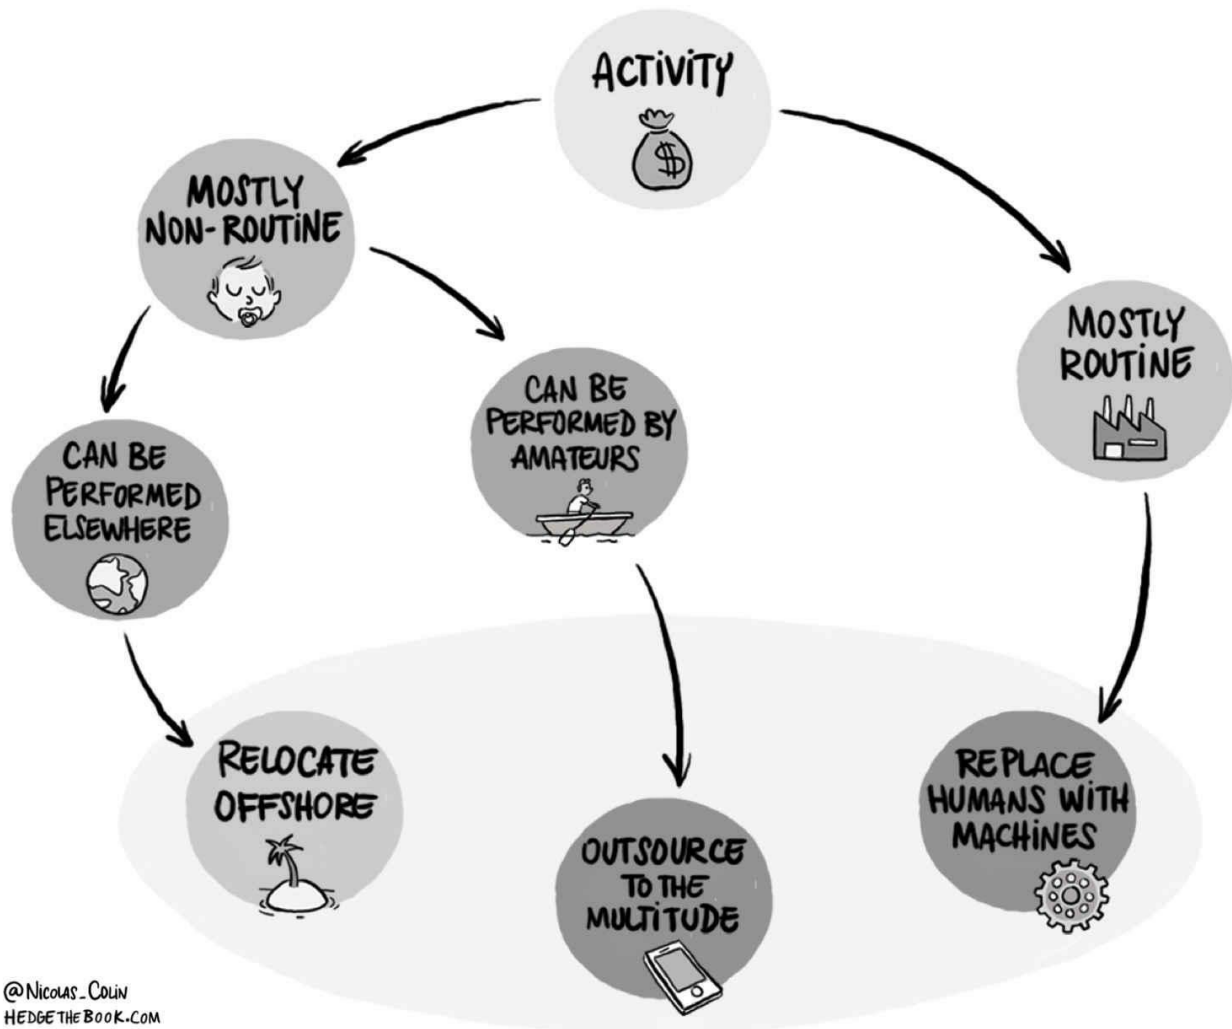 ACTIVITY
$
MOSTLY
NON-ROUTINE
MOSTLY
ROUTINE
CAN BE
PERFORMED BY
AMATEURS
CAN BE
PERFORMED
ELSEWHERE
RELOCATE
OFFSHORE
OUTSOURCE
TO THE
MULTITUDE
REPLACE
HUMANS WITH
MACHINES
@NICOLAS_COLIN
HEDGETHEBOOK.COM